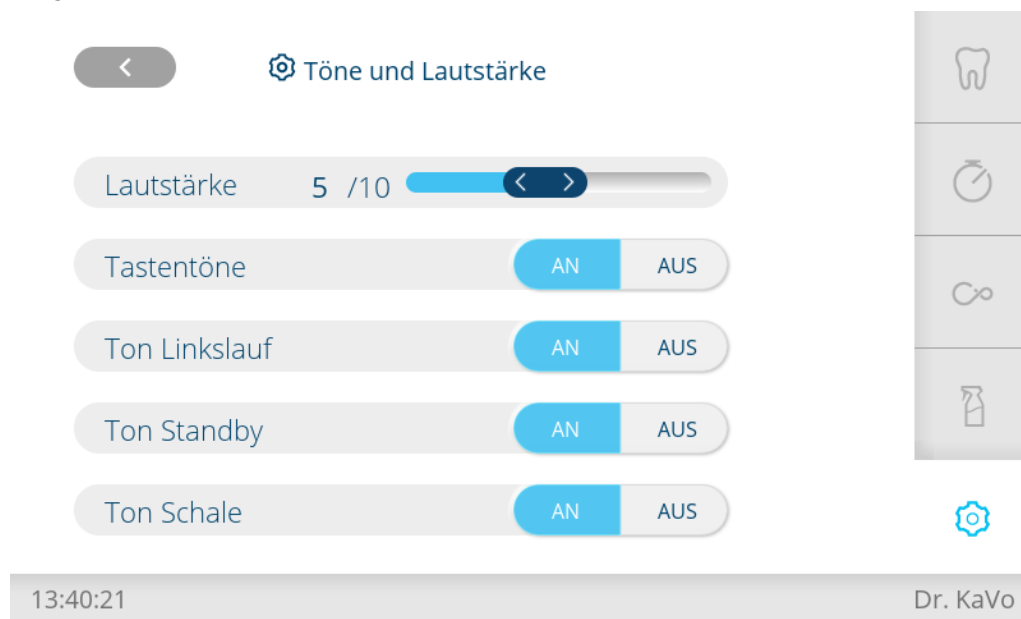 Töne und Lautstärke
Lautstärke 5 /10
Tastentöne AN AUS
Ton Linkslauf AN AUS
Ton Standby AN AUS
Ton Schale AN AUS
13:40:21 Dr. KaVo